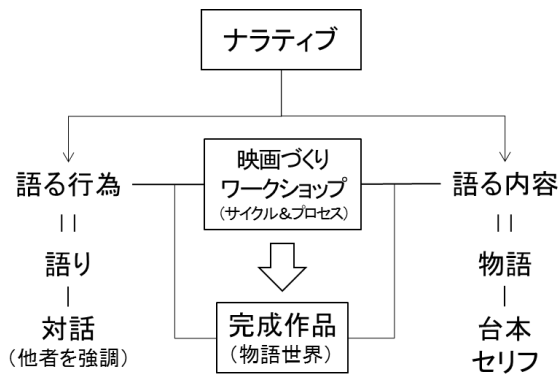 ナラティブ
映画づくり
ワークショップ
(サイクル&プロセス)
語る行為
||
語り
対話
(他者を強調)
語る内容
||
物語
台本
セリフ
完成作品
(物語世界)